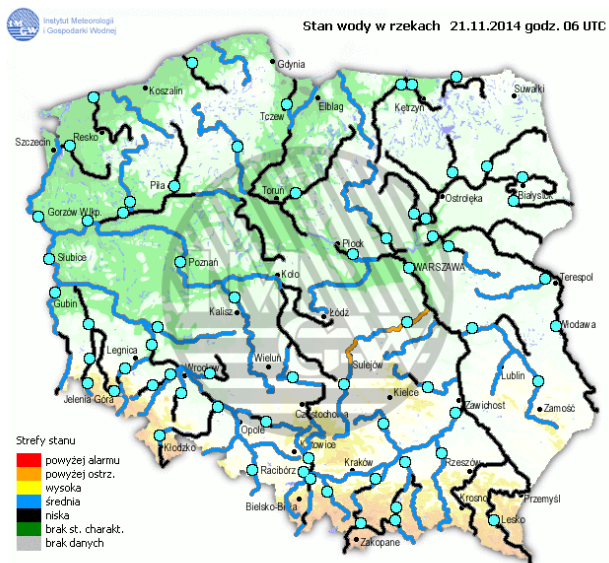 IMGW
Instytut Meteorologii
i Gospodarki Wodnej
Stan wody w rzekach 21.11.2014 godz. 06 UTC
Gdynia
Suwałki
Koszalin
Elbląg
Kętrzyn
Tczew
Resko
Szczecin
Piła
Toruń
Ostrołęka
Białystok
Gorzów Wlkp.
Płock
Słubice
Poznań
Koło
WARSZAWA
Terespol
Gubin
Kalisz
Łódź
Włodawa
Legnica
Wieluń
Sulejów
Wrocław
Lublin
Jelenia-Góra
Kielce
Zawichost
Zamość
Częstochowa
Opole
Strefy stanu
Kłodzko
Katowice
powyżej alarmu
Racibórz
Kraków
Rzeszów
powyżej ostrz.
wysoka
Krosno
Przemyśl
średnia
Bielsko-Biała
niska
Lesko
brak st. charakt.
Zakopane
brak danych